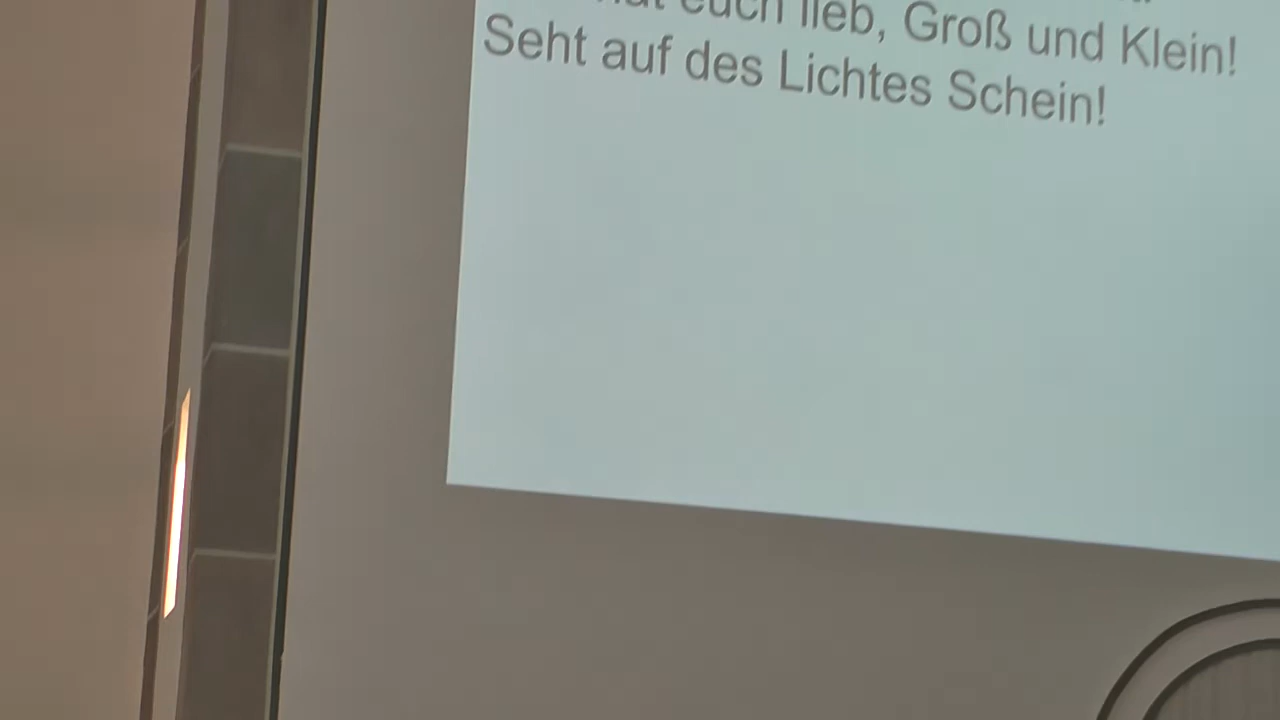 euch lieb, Groß und Klein!
Seht auf des Lichtes Schein!